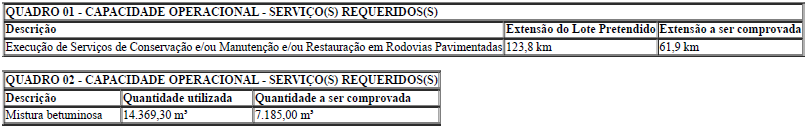 QUADRO 01 - CAPACIDADE OPERACIONAL - SERVIÇO(S) REQUERIDOS(S)
Descrição Extensão do Lote Pretendido Extensão a ser comprovada
Execução de Serviços de Conservação e/ou Manutenção e/ou Restauração em Rodovias Pavimentadas 123,8 km 61,9 km
QUADRO 02 - CAPACIDADE OPERACIONAL - SERVIÇO(S) REQUERIDOS(S)
Descrição Quantidade utilizada Quantidade a ser comprovada
Mistura betuminosa 14.369,30 m³ 7.185,00 m³